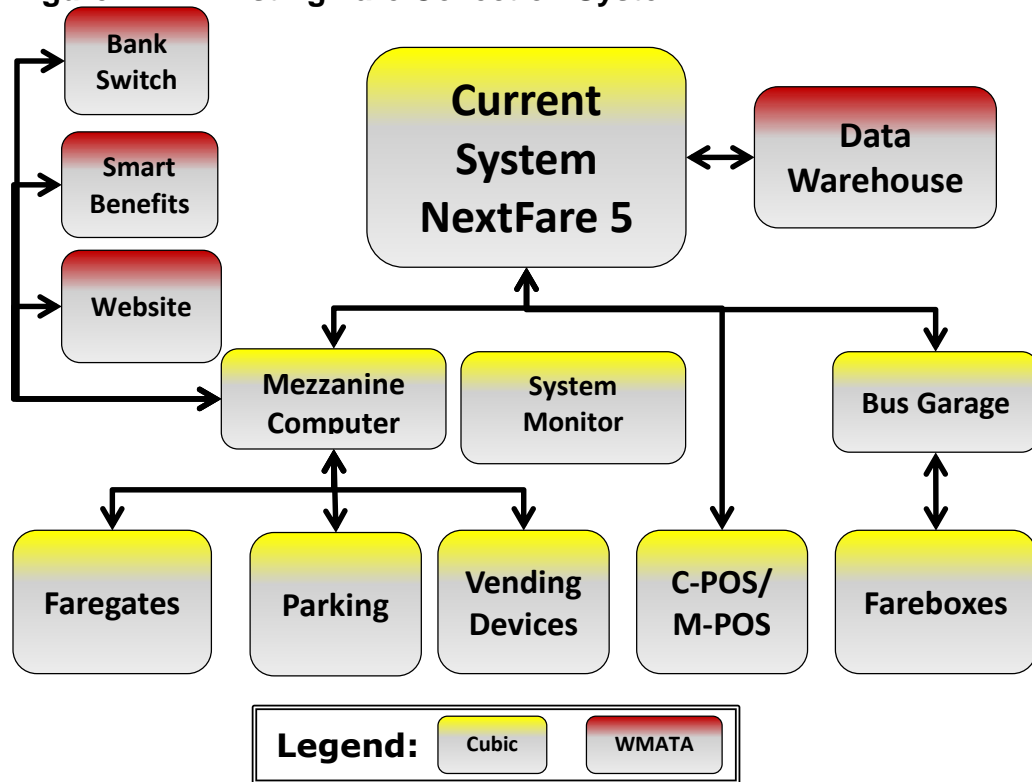 Bank
Switch
Current
System
NextFare 5
Data
Warehouse
Smart
Benefits
Website
Mezzanine
Computer
System
Monitor
Bus Garage
Faregates
Parking
Vending
Devices
C-POS/
M-POS
Fareboxes
Legend:
Cubic
WMATA